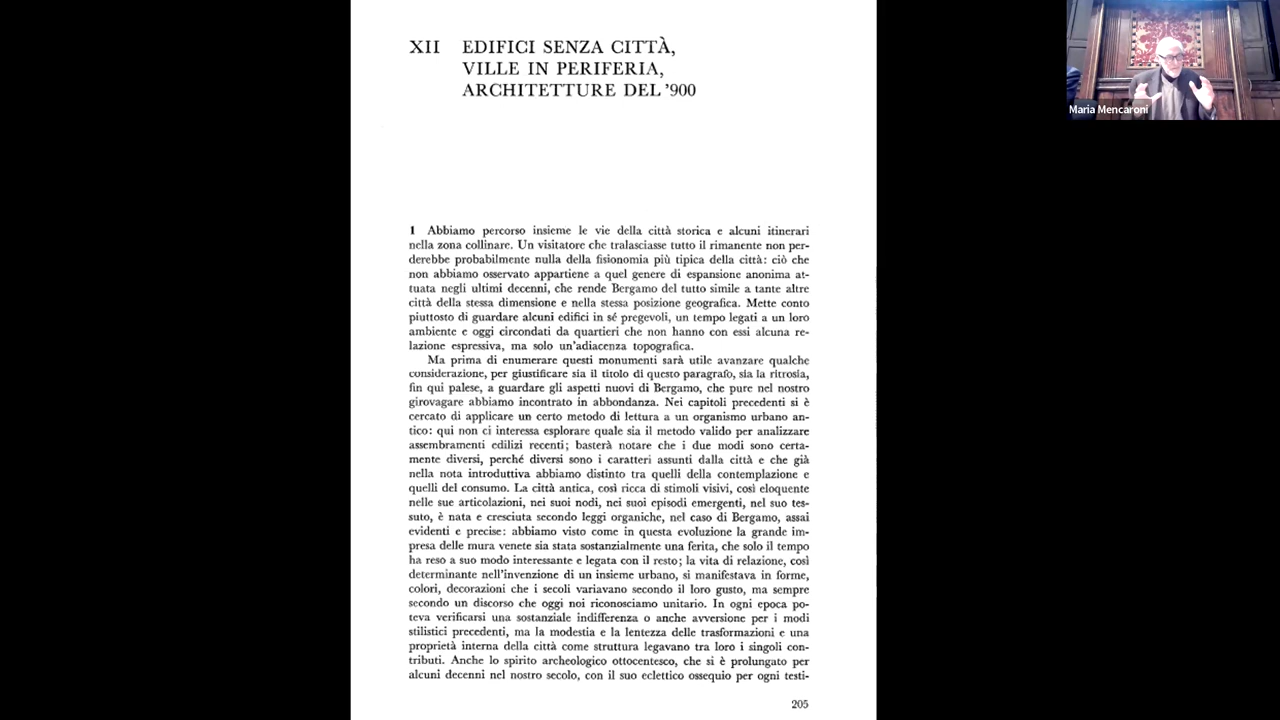 XII EDIFICI SENZA CITTÀ,
VILLE IN PERIFERIA,
ARCHITETTURE DEL '900
1 Abbiamo percorso insieme le vie della città storica e alcuni itinerari
nella zona collinare. Un visitatore che tralasciasse tutto il rimanente non per-
derebbe probabilmente nulla della fisionomia più tipica della città: ciò che
non abbiamo osservato appartiene a quel genere di espansione anonima at-
tuata negli ultimi decenni, che rende Bergamo del tutto simile a tante altre
città della stessa dimensione e nella stessa posizione geografica. Mette conto
piuttosto di guardare alcuni edifici in sé pregevoli, un tempo legati a un loro
ambiente e oggi circondati da quartieri che non hanno con essi alcuna re-
lazione espressiva, ma solo un'adiacenza topografica.
Ma prima di enumerare questi monumenti sarà utile avanzare qualche
considerazione, per giustificare sia il titolo di questo paragrafo, sia la ritrosia,
fin qui palese, a guardare gli aspetti nuovi di Bergamo, che pure nel nostro
girovagare abbiamo incontrato in abbondanza. Nei capitoli precedenti si è
cercato di applicare un certo metodo di lettura a un organismo urbano an-
tico: qui non ci interessa esplorare quale sia il metodo valido per analizzare
assembramenti edilizi recenti; basterà notare che i due modi sono certa-
mente diversi, perché diversi sono i caratteri assunti dalla città e che già
nella nota introduttiva abbiamo distinto tra quelli della contemplazione e
quelli del consumo. La città antica, così ricca di stimoli visivi, così eloquente
nelle sue articolazioni, nei suoi nodi, nei suoi episodi emergenti, nel suo tes-
suto, è nata e cresciuta secondo leggi organiche, nel caso di Bergamo, assai
evidenti e precise: abbiamo visto come in questa evoluzione la grande im-
presa delle mura venete sia stata sostanzialmente una ferita, che solo il tempo
ha reso a suo modo interessante e legata con il resto; la vita di relazione, così
determinante nell'invenzione di un insieme urbano, si manifestava in forme,
colori, decorazioni che i secoli variavano secondo il loro gusto, ma sempre
secondo un discorso che oggi noi riconosciamo unitario. In ogni epoca po-
teva verificarsi una sostanziale indifferenza o anche avversione per i modi
stilistici precedenti, ma la modestia e la lentezza delle trasformazioni e una
proprietà interna della città come struttura legavano tra loro i singoli con-
tributi. Anche lo spirito archeologico ottocentesco, che si è prolungato per
alcuni decenni nel nostro secolo, con il suo eclettico ossequio per ogni testi-
205
Maria Mencaroni